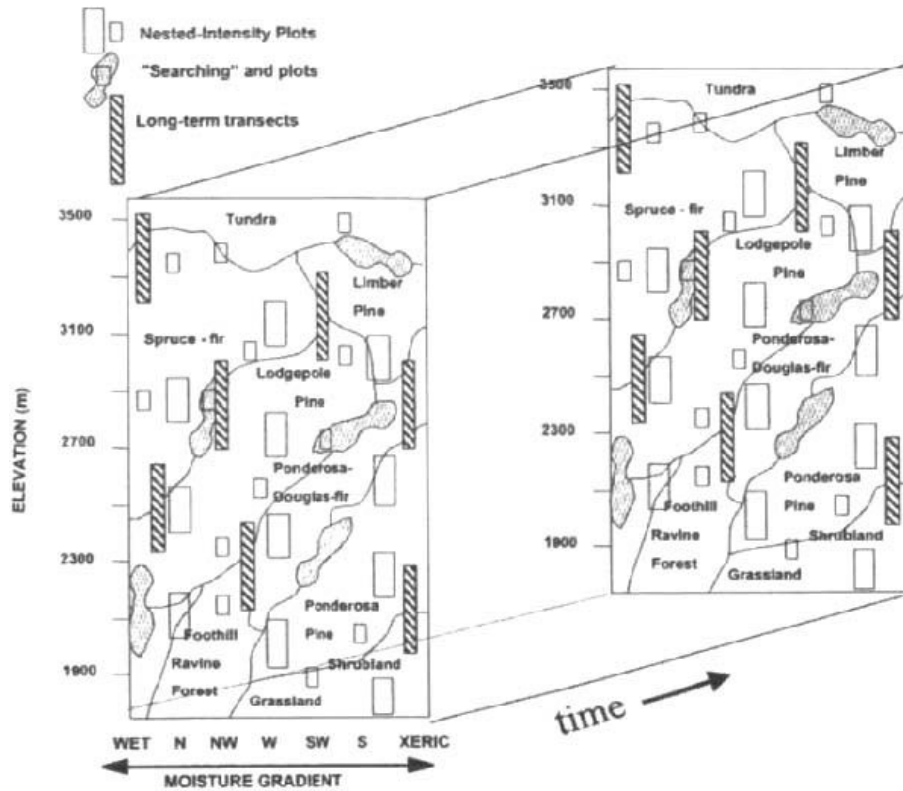 Nested-Intensity Plots
"Searching" and plots
Long-term transects
3500
3100
2700
2300
1900
ELEVATION (m)
Tundra
Limber
Pine
Spruce - fir
Lodgepole
Pine
Ponderosa-
Douglas-fir
Ponderosa
Pine
Foothill
Ravine
Forest
Shrubland
Grassland
WET N NW W SW S XERIC
MOISTURE GRADIENT
3500
3100
2700
2300
1900
Tundra
Limber
Pine
Spruce - fir
Lodgepole
Pine
Ponderosa-
Douglas-fir
Ponderosa
Pine
Foothill
Ravine
Forest
Shrubland
Grassland
time